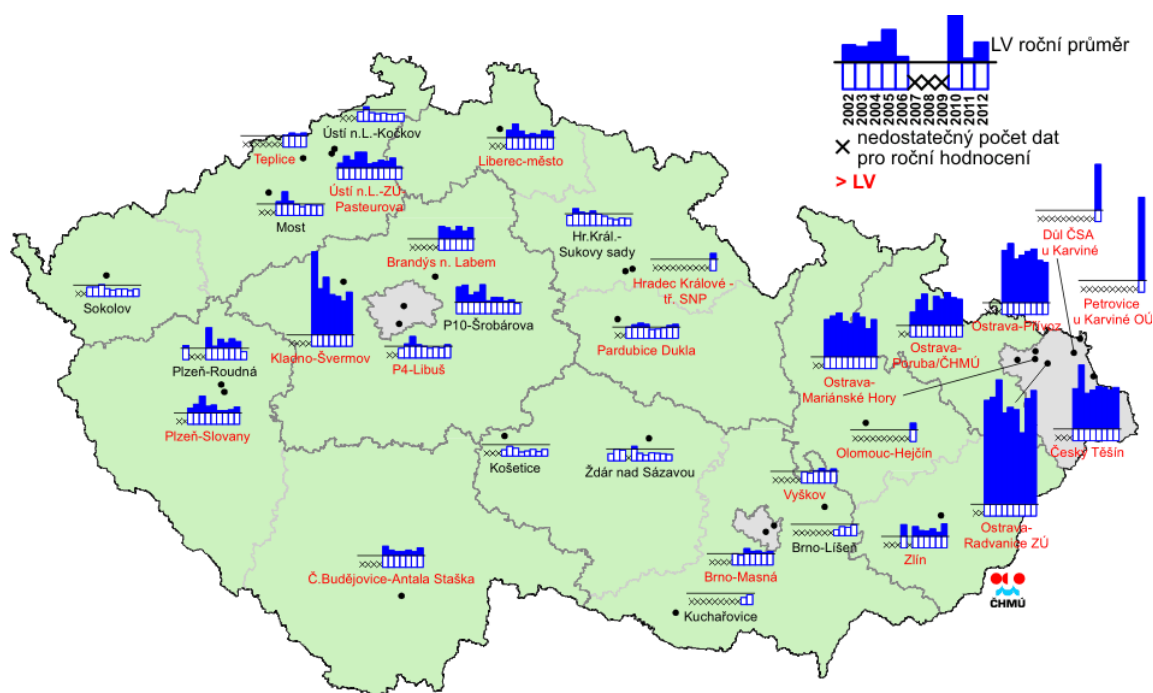 LV roční průměr
2002
2003
2004
2005
2006
2007
2008
2009
2010
2011
2012
nedostatečný počet dat
pro roční hodnocení
> LV
Ústí n.L.-Kočkov
Teplice
Liberec-město
Ústí n.L.-ZÚ-
Pasteurova
Most
Hr.Král.-
Sukovy sady
Důl ČSA
u Karviné
Brandýs n. Labem
Hradec Králové -
tř. SNP
Petrovice
u Karviné OÚ
Sokolov
P10-Šrobárova
Ostrava-Přívoz
Kladno-Švermov
Plzeň-Roudná
P4-Libuš
Pardubice Dukla
Ostrava-
Poruba/ČHMÚ
Ostrava-
Mariánské Hory
Plzeň-Slovany
Olomouc-Hejčín
Český Těšín
Košetice
Ždár nad Sázavou
Vyškov
Ostrava-
Radvanice ZÚ
Brno-Líšeň
Zlín
Č.Budějovice-Antala Staška
Brno-Masná
ČHMÚ
Kuchařovice